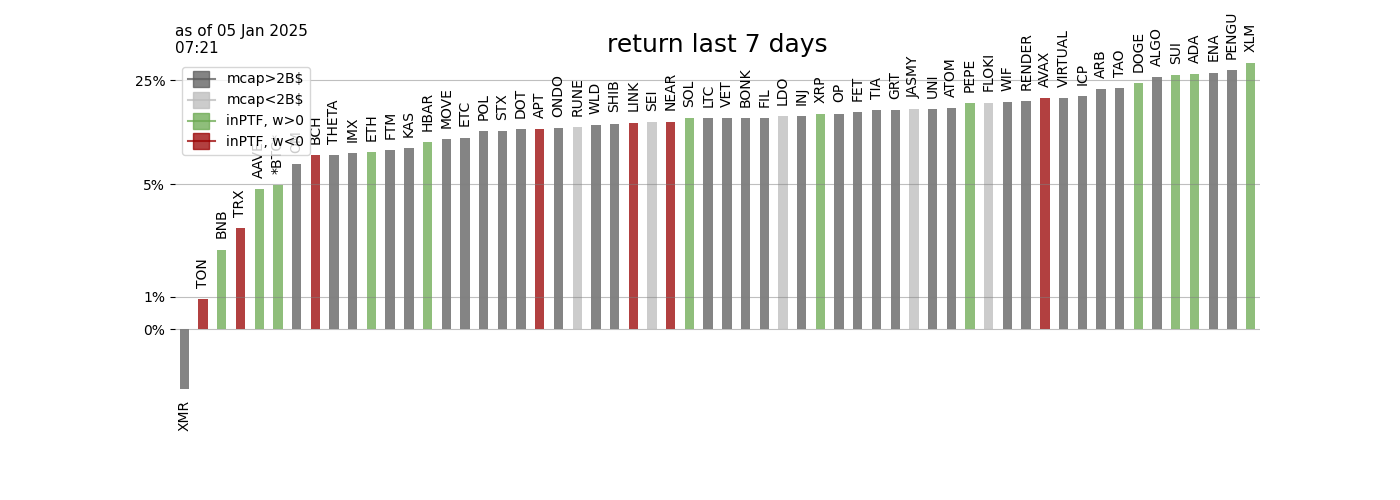 as of 05 Jan 2025
07:21
return last 7 days
mcap>2B$
mcap<2B$
inPTF, w>0
inPTF, w<0
25%
5%
1%
0%
XMR
TON
BNB
TRX
AAVE
*BTC
BCH
THETA
IMX
ETH
FTM
KAS
HBAR
MOVE
ETC
POL
STX
DOT
APT
ONDO
RUNE
WLD
SHIB
LINK
SEI
NEAR
SOL
LTC
VET
BONK
FIL
LDO
INJ
XRP
OP
FET
TIA
GRT
JASMY
UNI
ATOM
PEPE
FLOKI
WIF
RENDER
AVAX
VIRTUAL
ICP
ARB
TAO
DOGE
ALGO
SUI
ADA
ENA
PENGU
XLM